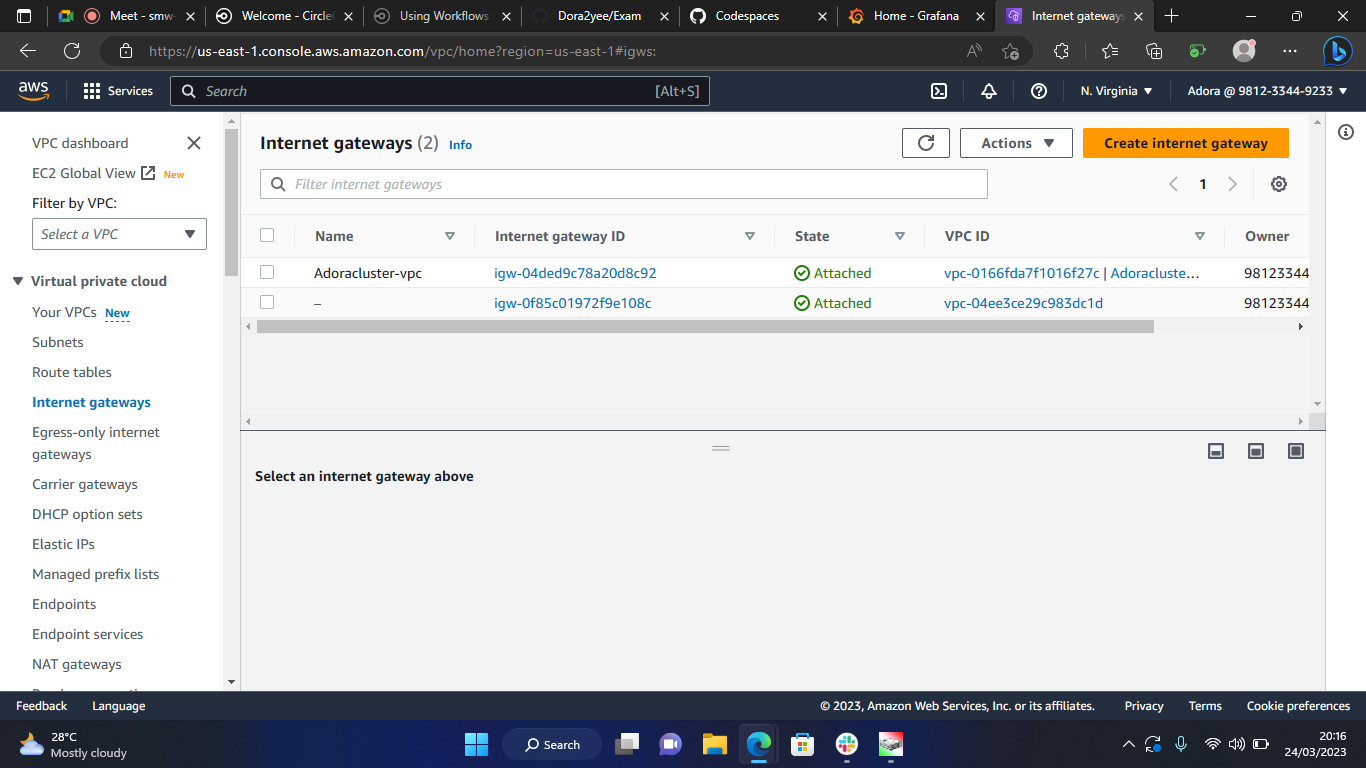 Meet - smw-
Welcome - CircleC
Using Workflows
Dora2yee/Exam
Codespaces
Home - Grafana
Internet gateways
https://us-east-1.console.aws.amazon.com/vpc/home?region=us-east-1#igws:
aws
Services
Search
[Alt+S]
N. Virginia
Adora @ 9812-3344-9233
VPC dashboard
EC2 Global View New
Filter by VPC:
Select a VPC
Virtual private cloud
Your VPCs New
Subnets
Route tables
Internet gateways
Egress-only internet
gateways
Carrier gateways
DHCP option sets
Elastic IPs
Managed prefix lists
Endpoints
Endpoint services
NAT gateways
Internet gateways (2) Info
Actions
Create internet gateway
Filter internet gateways
1
Name Internet gateway ID State VPC ID Owner
Adoracluster-vpc igw-04ded9c78a20d8c92 Attached vpc-0166fda7f1016f27c | Adoracluste… 98123344
– igw-0f85c01972f9e108c Attached vpc-04ee3ce29c983dc1d 98123344
Select an internet gateway above
Feedback Language © 2023, Amazon Web Services, Inc. or its affiliates. Privacy Terms Cookie preferences
28°C
Mostly cloudy
Search
20:16
24/03/2023